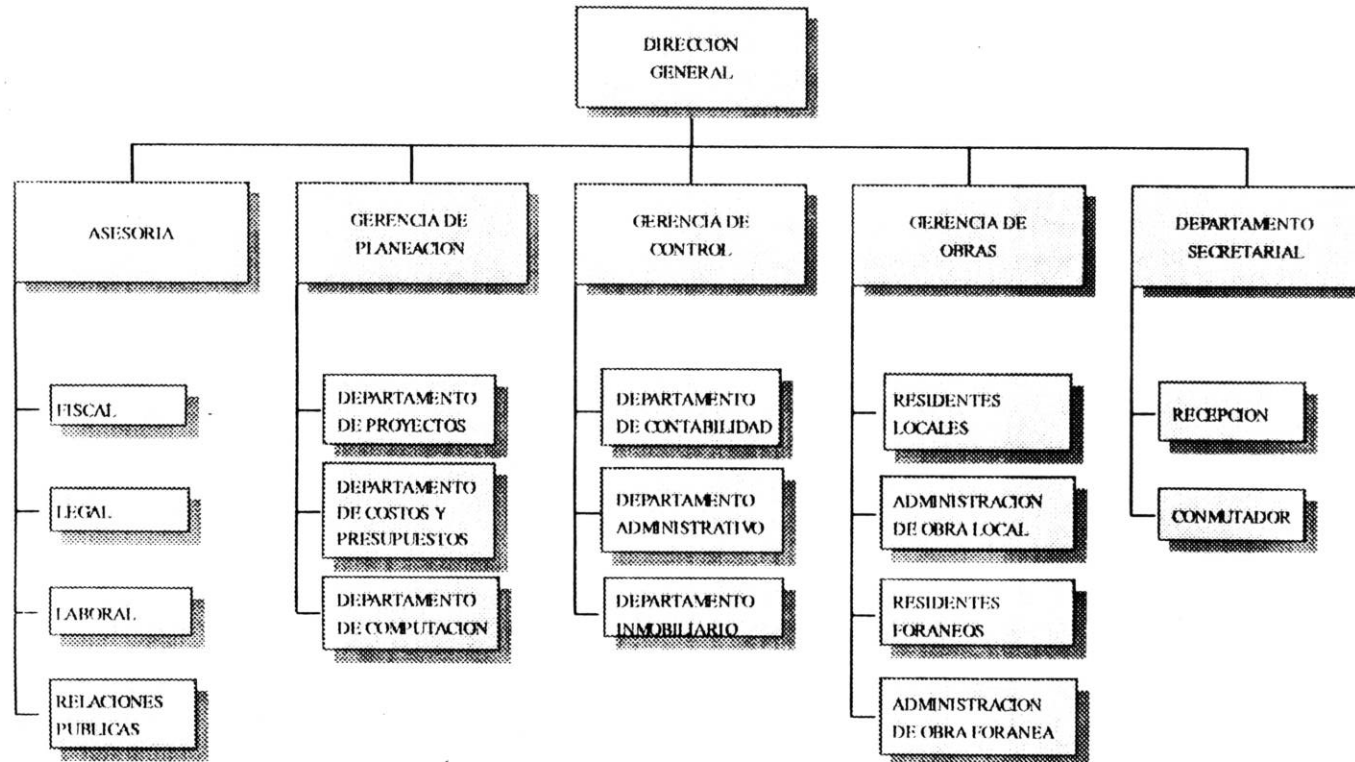 DIRECCION
GENERAL
ASESORIA
GERENCIA DE
PLANEACION
GERENCIA DE
CONTROL
GERENCIA DE
OBRAS
DEPARTAMENTO
SECRETARIAL
FISCAL
LEGAL
LABORAL
RELACIONES
PUBLICAS
DEPARTAMENTO
DE PROYECTOS
DEPARTAMENTO
DE COSTOS Y
PRESUPUESTOS
DEPARTAMENTO
DE COMPUTACION
DEPARTAMENTO
DE CONTABILIDAD
DEPARTAMENTO
ADMINISTRATIVO
DEPARTAMENTO
INMOBILIARIO
RESIDENTES
LOCALES
ADMINISTRACION
DE OBRA LOCAL
RESIDENTES
FORANEOS
ADMINISTRACION
DE OBRA FORANEA
RECEPCION
CONMUTADOR